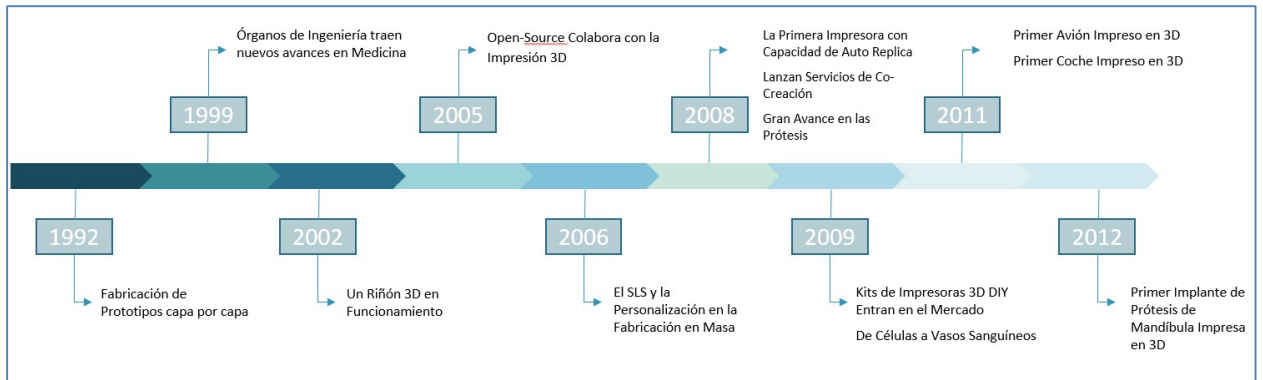 1992
Fabricación de
Prototipos capa por capa
1999
Órganos de Ingeniería traen
nuevos avances en Medicina
2002
Un Riñón 3D en
Funcionamiento
2005
Open-Source Colabora con la
Impresión 3D
2006
El SLS y la
Personalización en la
Fabricación en Masa
2008
La Primera Impresora con
Capacidad de Auto Replica
Lanzan Servicios de Co-
Creación
Gran Avance en las
Prótesis
2009
Kits de Impresoras 3D DIY
Entran en el Mercado
De Células a Vasos Sanguíneos
2011
Primer Avión Impreso en 3D
Primer Coche Impreso en 3D
2012
Primer Implante de
Prótesis de
Mandíbula Impresa
en 3D